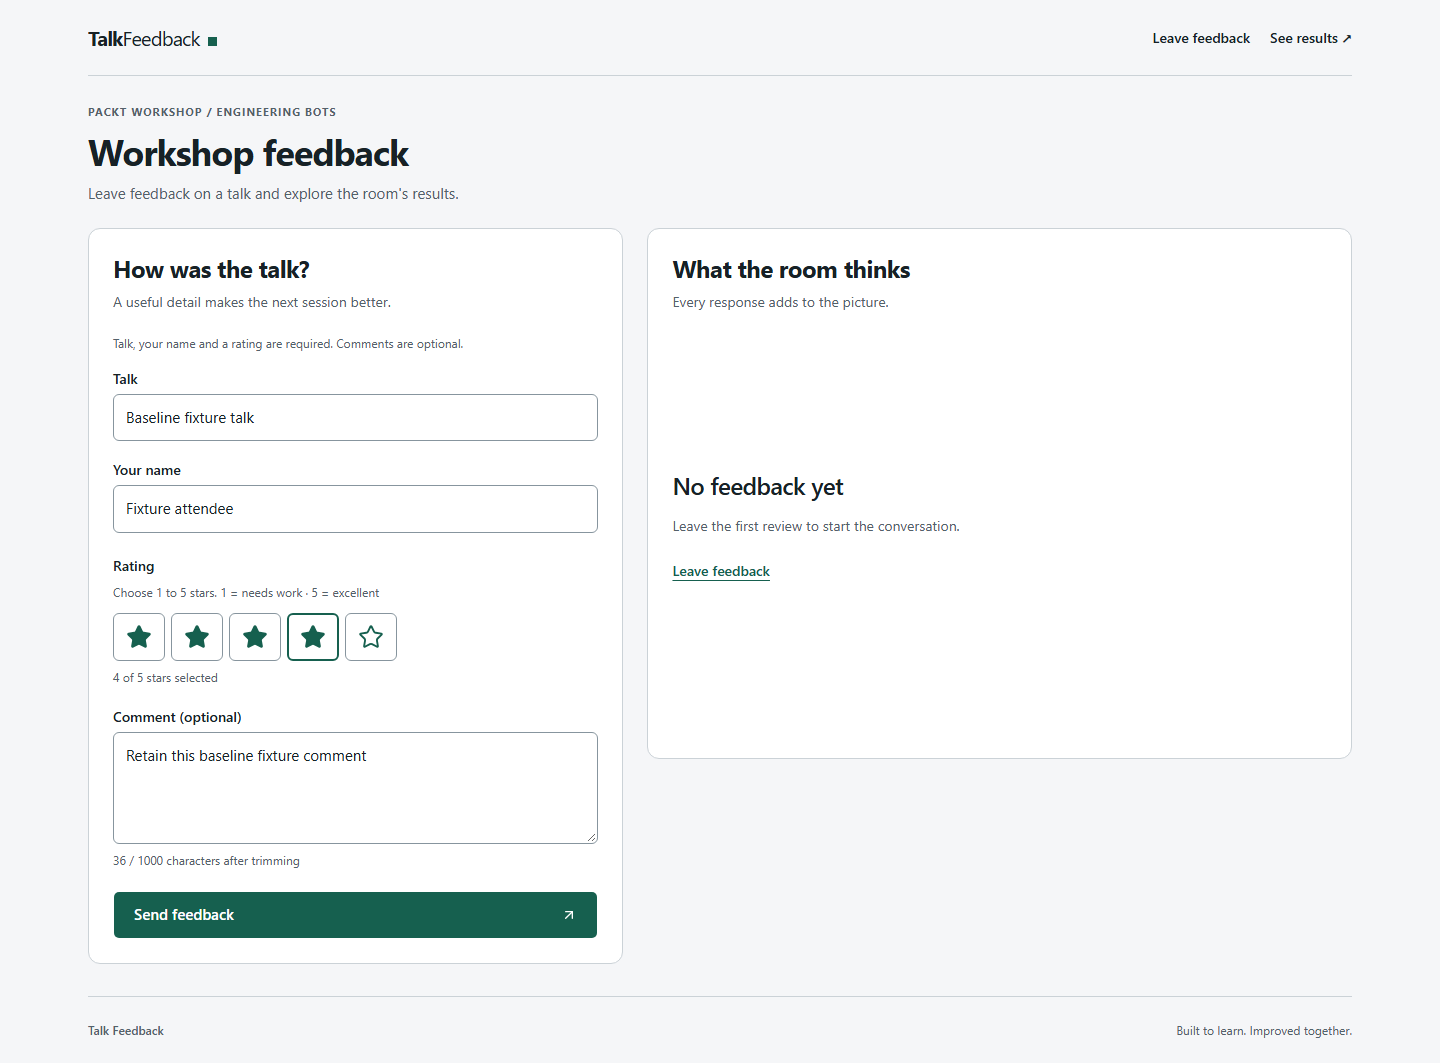 TalkFeedback
Leave feedback
See results ↗
PACKT WORKSHOP / ENGINEERING BOTS
Workshop feedback
Leave feedback on a talk and explore the room's results.
How was the talk?
A useful detail makes the next session better.
Talk, your name and a rating are required. Comments are optional.
Talk
Baseline fixture talk
Your name
Fixture attendee
Rating
Choose 1 to 5 stars. 1 = needs work · 5 = excellent
4 of 5 stars selected
Comment (optional)
Retain this baseline fixture comment
36 / 1000 characters after trimming
Send feedback
What the room thinks
Every response adds to the picture.
No feedback yet
Leave the first review to start the conversation.
Leave feedback
Talk Feedback
Built to learn. Improved together.